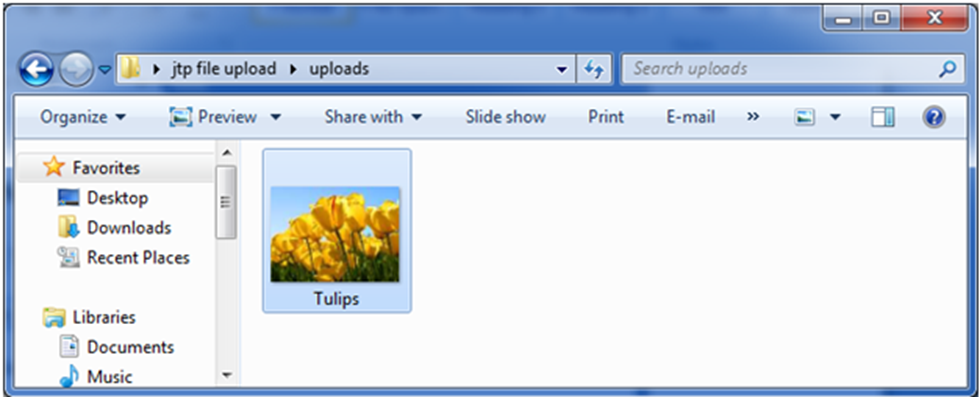 jtp file upload uploads Search uploads
Organize Preview Share with Slide show Print E-mail »
Favorites
Desktop
Downloads
Recent Places
Libraries
Documents
Music
Tulips